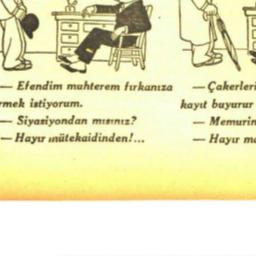 — Efendim muhterem fırkanıza
rmek istiyorum.
— Siyasiyondan mısınız?
— Hayır mütekaidinden!...
— Çakerleri
kayıt buyurur
— Memurin
— Hayır m